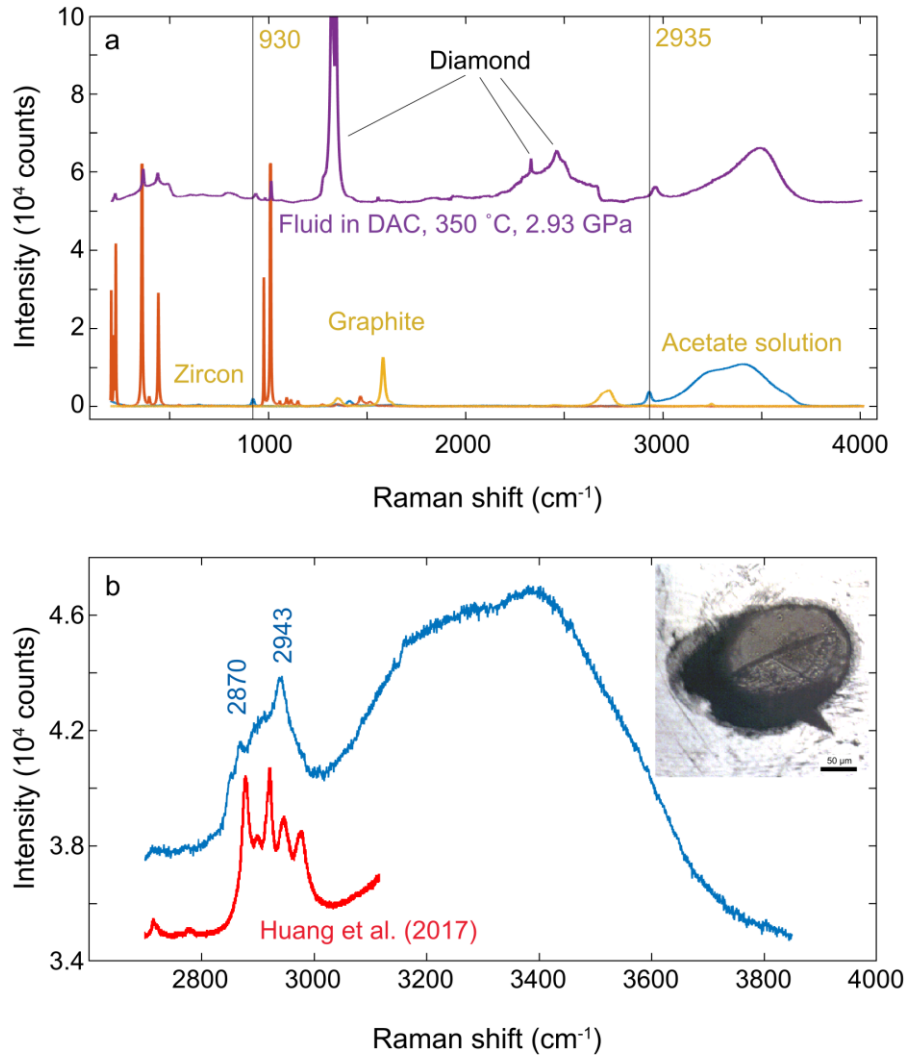 a
930
2935
Diamond
Fluid in DAC, 350 ˚C, 2.93 GPa
Graphite
Zircon
Acetate solution
Intensity (10⁴ counts)
10
8
6
4
2
0
1000
2000
3000
4000
Raman shift (cm⁻¹)
b
2870
2943
Huang et al. (2017)
50 µm
Intensity (10⁴ counts)
4.6
4.2
3.8
3.4
2800
3000
3200
3400
3600
3800
4000
Raman shift (cm⁻¹)